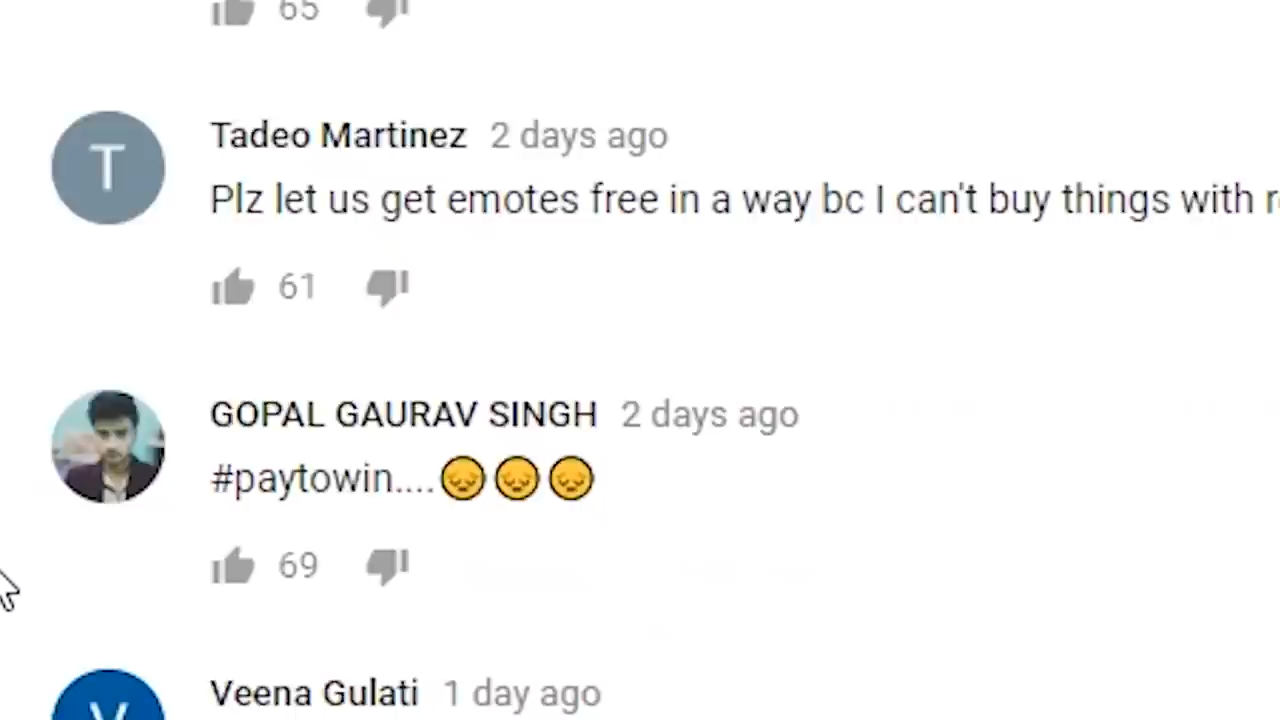 65
T
Tadeo Martinez 2 days ago
Plz let us get emotes free in a way bc I can't buy things with
61
GOPAL GAURAV SINGH 2 days ago
#paytowin....😞😞😞
69
V
Veena Gulati 1 day ago